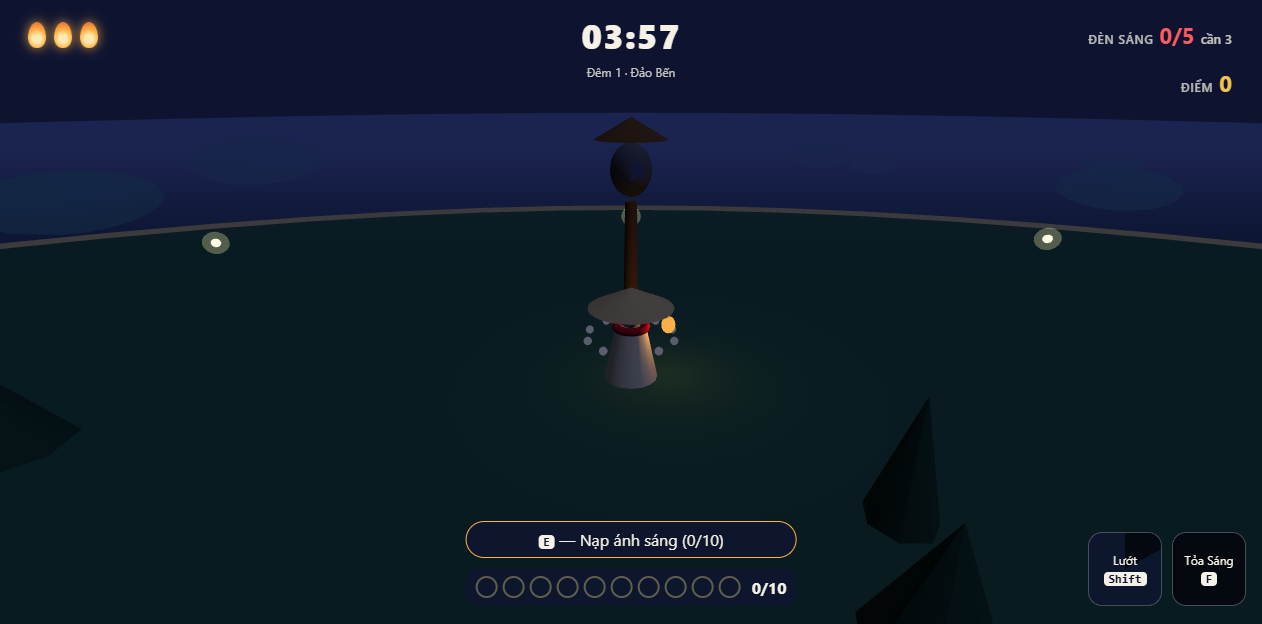 03:57
Đêm 1 · Đảo Bến
ĐÈN SÁNG 0/5 cần 3
ĐIỂM 0
E — Nạp ánh sáng (0/10)
0/10
Lướt
Shift
Tỏa Sáng
F